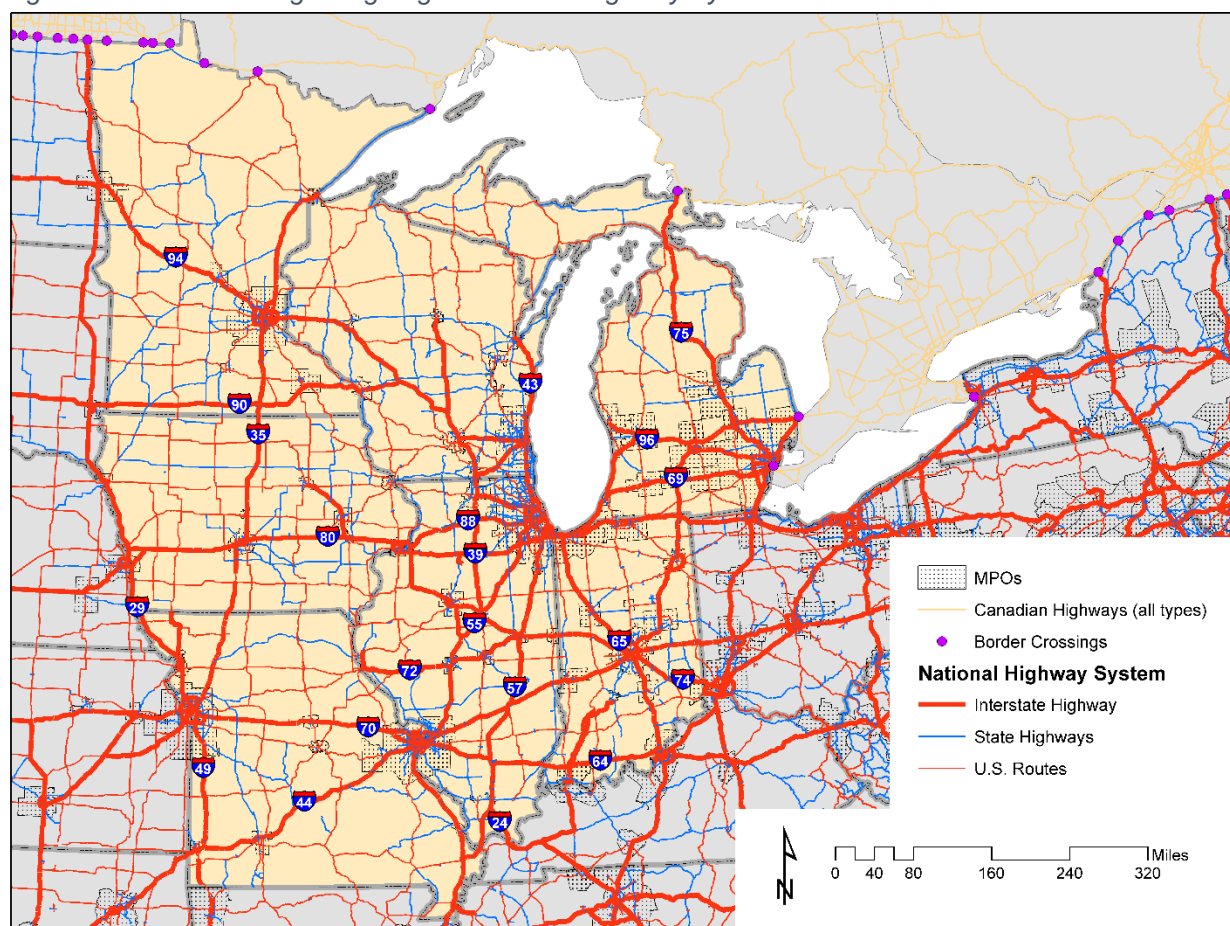 94
75
43
90
35
96
69
88
80
39
29
55
65
72
74
57
70
64
49
44
24
MPOs
Canadian Highways (all types)
Border Crossings
National Highway System
Interstate Highway
State Highways
U.S. Routes
N
Miles
0 40 80 160 240 320